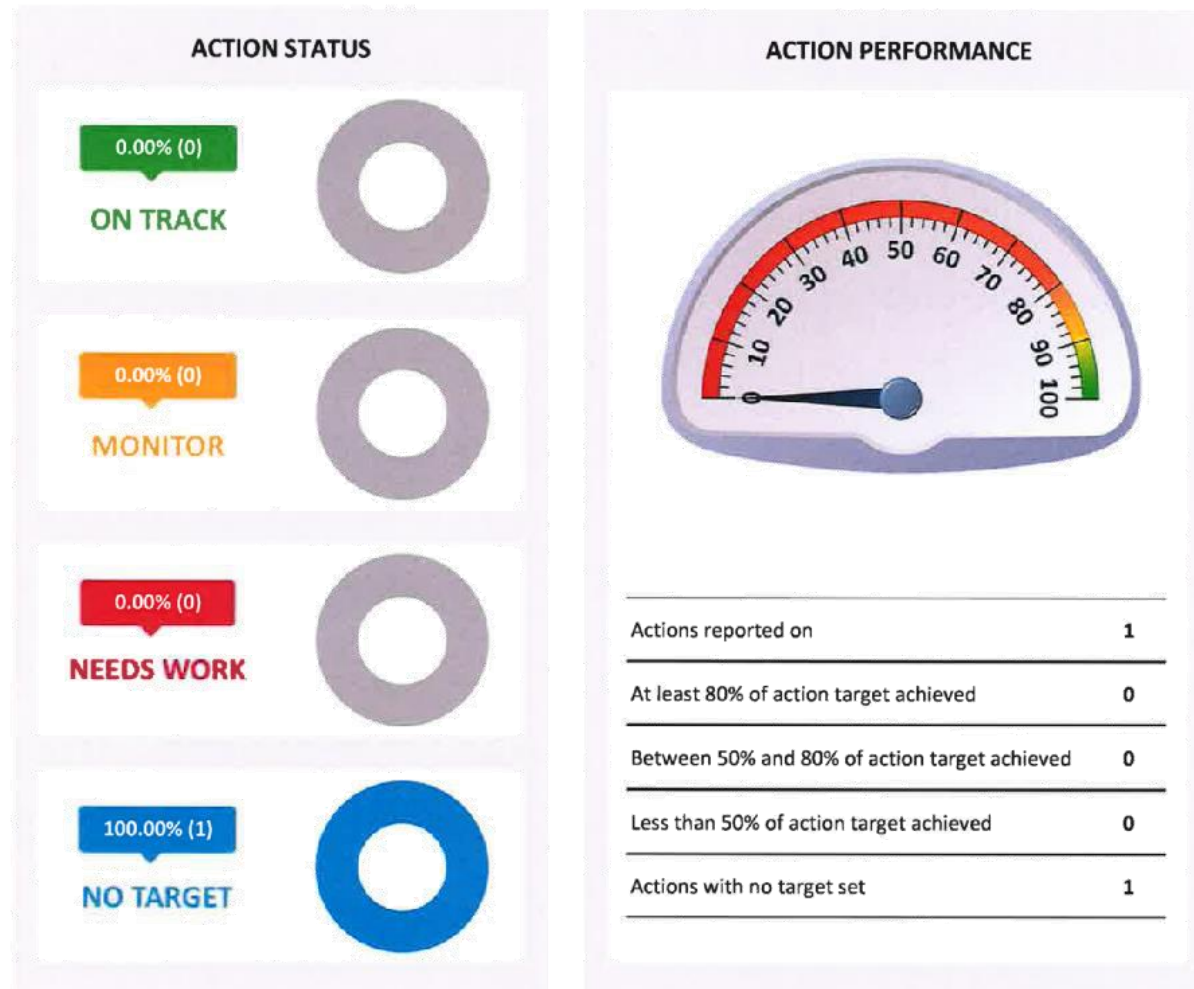 ACTION STATUS
0.00% (0)
ON TRACK
0.00% (0)
MONITOR
0.00% (0)
NEEDS WORK
100.00% (1)
NO TARGET
ACTION PERFORMANCE
0 10 20 30 40 50 60 70 80 90 100
Actions reported on 1
At least 80% of action target achieved 0
Between 50% and 80% of action target achieved 0
Less than 50% of action target achieved 0
Actions with no target set 1